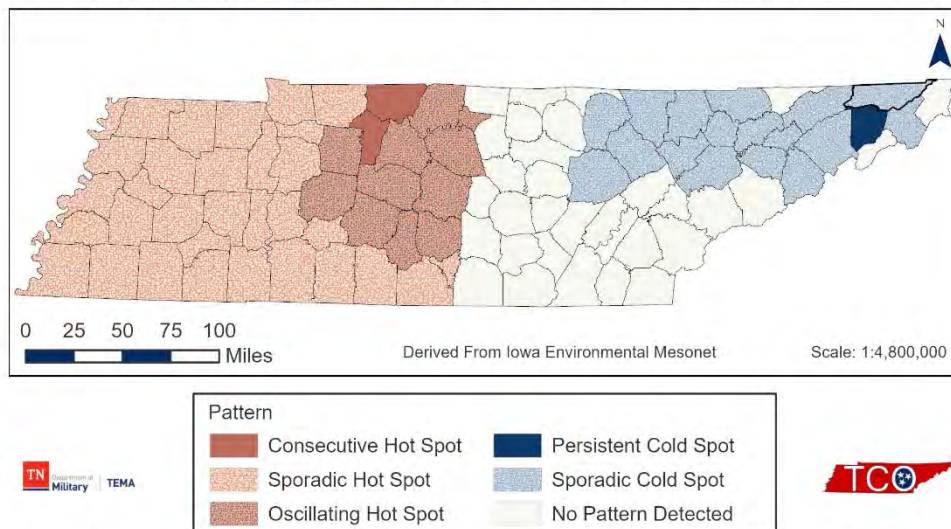 N
0 25 50 75 100
Miles
Derived From Iowa Environmental Mesonet
Scale: 1:4,800,000
Pattern
Consecutive Hot Spot
Persistent Cold Spot
Sporadic Hot Spot
Sporadic Cold Spot
Oscillating Hot Spot
No Pattern Detected
TN
Department of
Military
TEMA
TCO